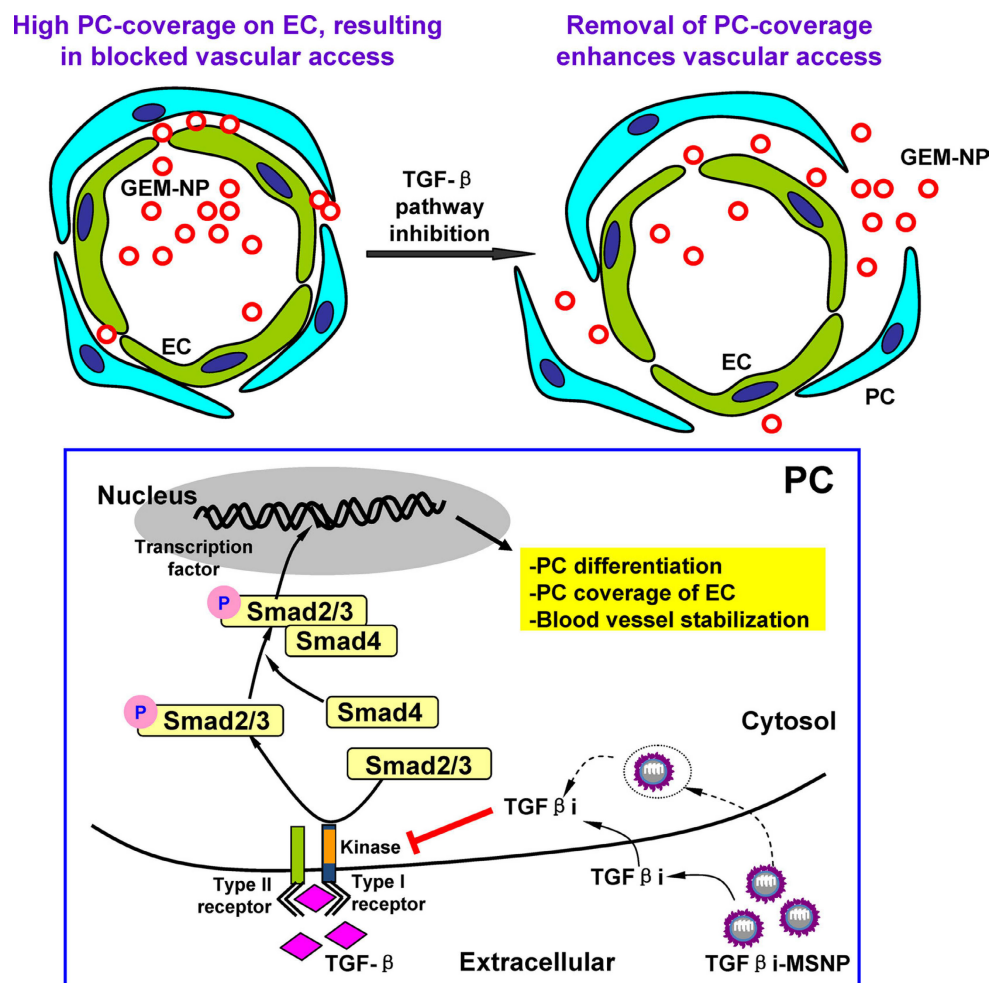 High PC-coverage on EC, resulting
in blocked vascular access
Removal of PC-coverage
enhances vascular access
GEM-NP
EC
TGF-β
pathway
inhibition
GEM-NP
EC
PC
PC
Nucleus
Transcription
factor
-PC differentiation
-PC coverage of EC
-Blood vessel stabilization
P
Smad2/3
Smad4
P
Smad2/3
Smad4
Smad2/3
Cytosol
TGFβi
Kinase
Type II
receptor
Type I
receptor
TGFβi
TGF-β
Extracellular
TGFβi-MSNP